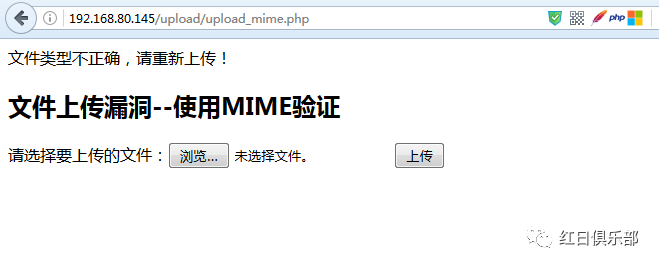 192.168.80.145/upload/upload_mime.php
php
文件类型不正确，请重新上传！
文件上传漏洞--使用MIME验证
请选择要上传的文件：浏览... 未选择文件。 上传
红日俱乐部